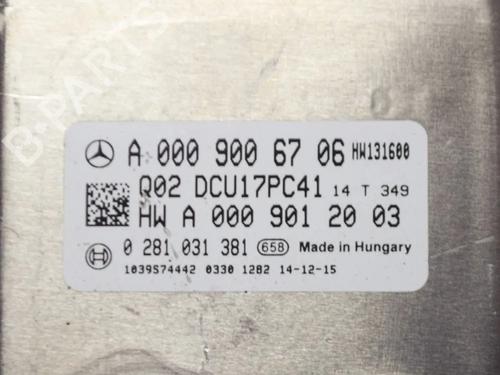 B-PARTS
A 000 900 67 06 HW131600
Q02 DCU17PC41 14 T 349
HW A 000 901 20 03
0 281 031 381 658 Made in Hungary
1039S74442 0330 1282 14-12-15